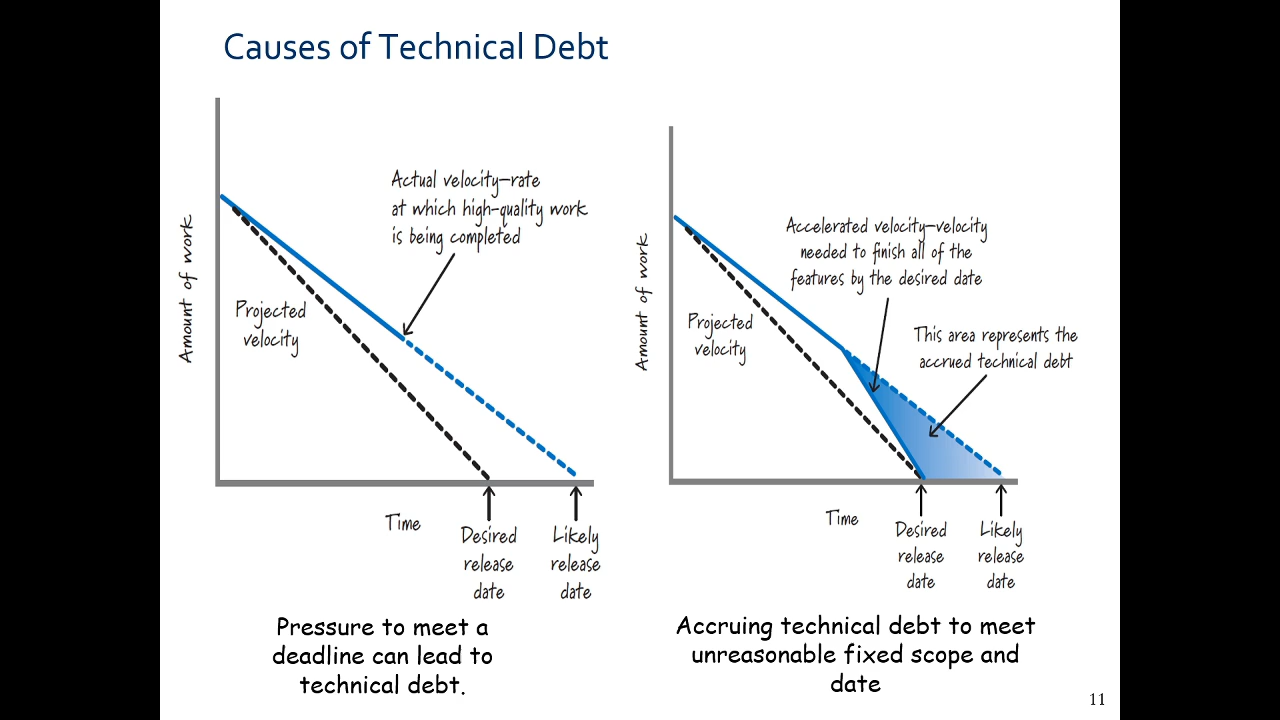 Causes of Technical Debt
Actual velocity–rate
at which high-quality work
is being completed
Projected
velocity
Amount of work
Time
Desired
release
date
Likely
release
date
Pressure to meet a
deadline can lead to
technical debt.
Accelerated velocity–velocity
needed to finish all of the
features by the desired date
This area represents the
accrued technical debt
Projected
velocity
Amount of work
Time
Desired
release
date
Likely
release
date
Accruing technical debt to meet
unreasonable fixed scope and
date
11